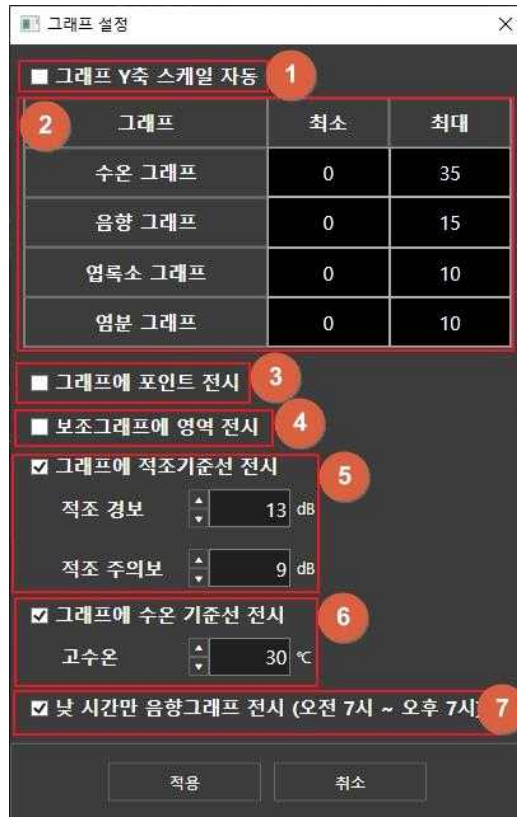 그래프 설정
그래프 Y축 스케일 자동 1
2 그래프 최소 최대
수온 그래프 0 35
음향 그래프 0 15
엽록소 그래프 0 10
염분 그래프 0 10
그래프에 포인트 전시 3
보조그래프에 영역 전시 4
그래프에 적조기준선 전시 5
적조 경보 13 dB
적조 주의보 9 dB
그래프에 수온 기준선 전시 6
고수온 30 ℃
낮 시간만 음향그래프 전시 (오전 7시 ~ 오후 7시) 7
적용 취소